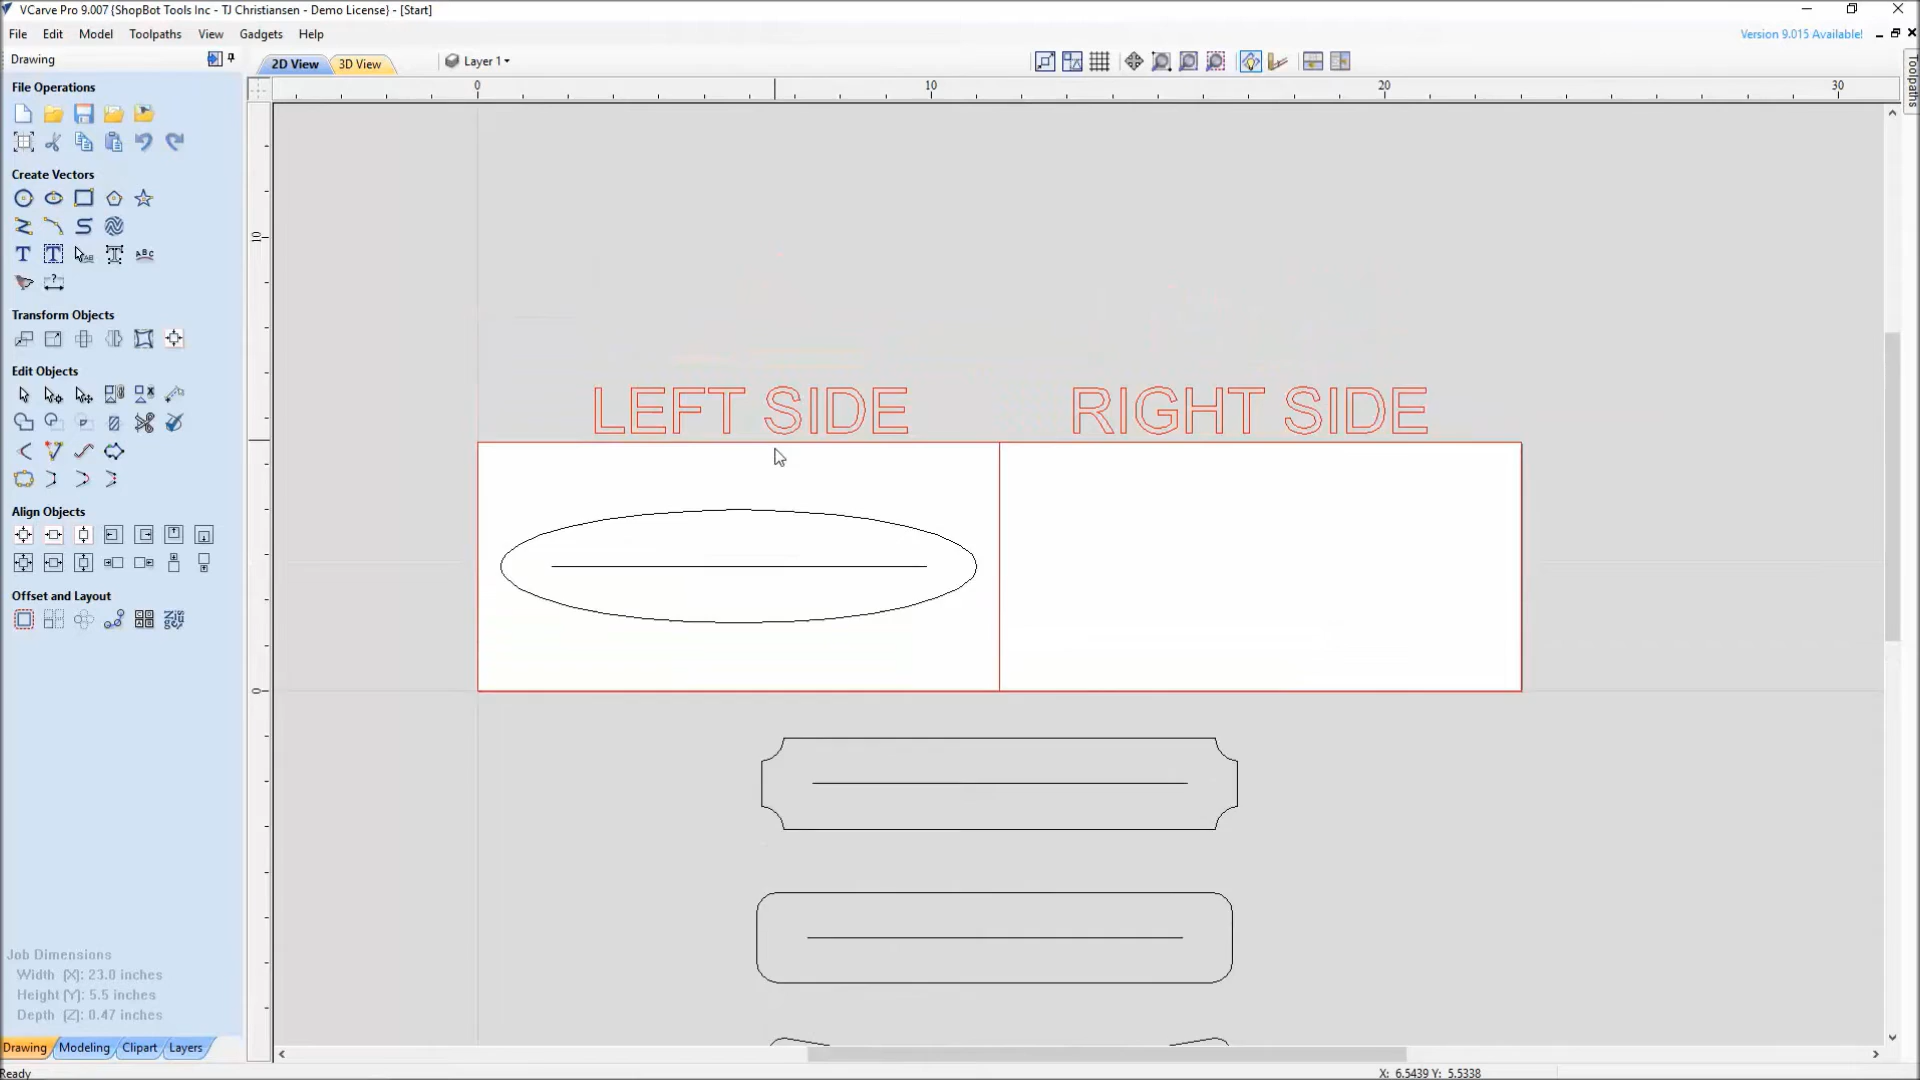 VCarve Pro 9.007 {ShopBot Tools Inc - TJ Christiansen - Demo License} - [Start]
File Edit Model Toolpaths View Gadgets Help
Version 9.015 Available!
Drawing
2D View 3D View Layer 1
Toolpaths
File Operations
0 10 20 30
Create Vectors
10
Transform Objects
Edit Objects
LEFT SIDE RIGHT SIDE
Align Objects
Offset and Layout
0
Job Dimensions
Width (X): 23.0 inches
Height (Y): 5.5 inches
Depth (Z): 0.47 inches
Drawing Modeling Clipart Layers
Ready
X: 6.5439 Y: 5.5338